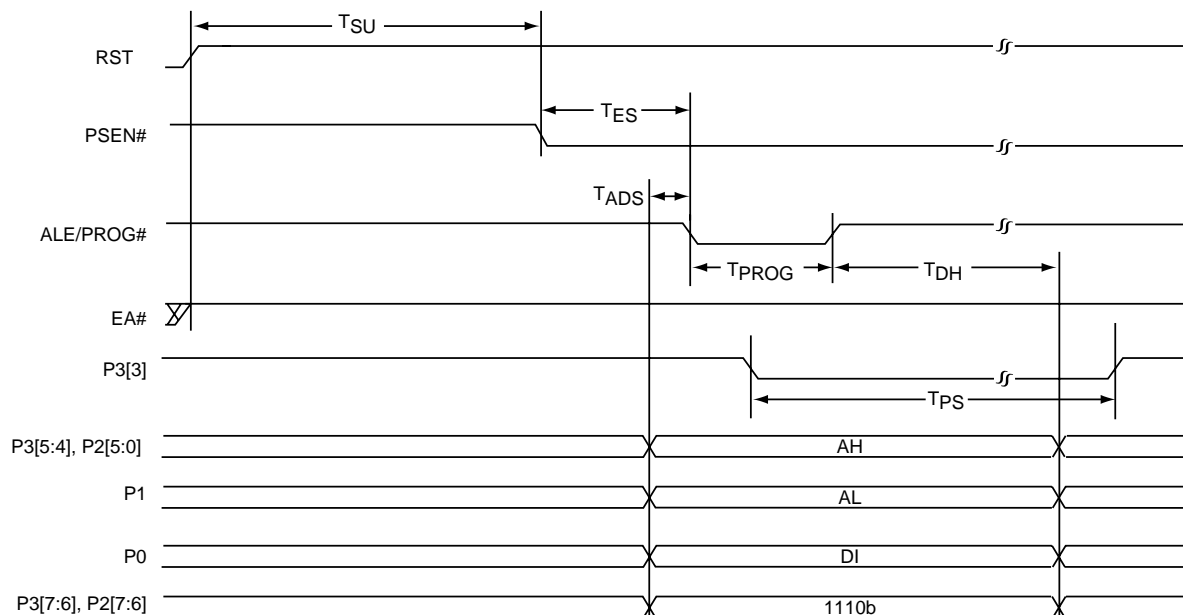 TSU
RST
TES
PSEN#
TADS
ALE/PROG#
TPROG
TDH
EA#
P3[3]
TPS
P3[5:4], P2[5:0]
AH
P1
AL
P0
DI
P3[7:6], P2[7:6]
1110b